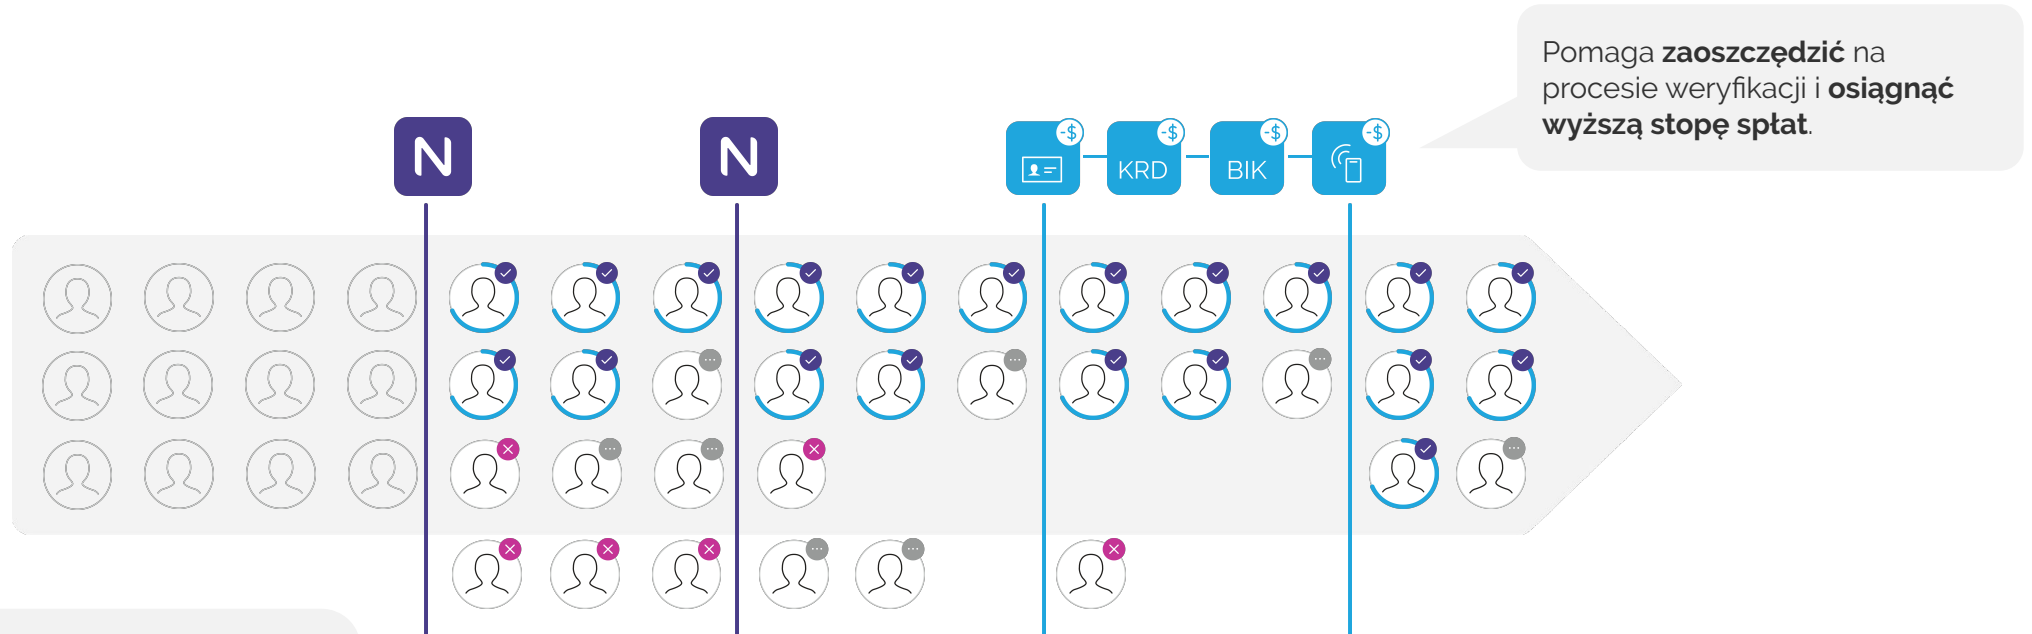 Pomaga zaoszczędzić na
procesie weryfikacji i osiągnąć
wyższą stopę spłat.
N
N
-$
-$
-$
-$
KRD
BIK